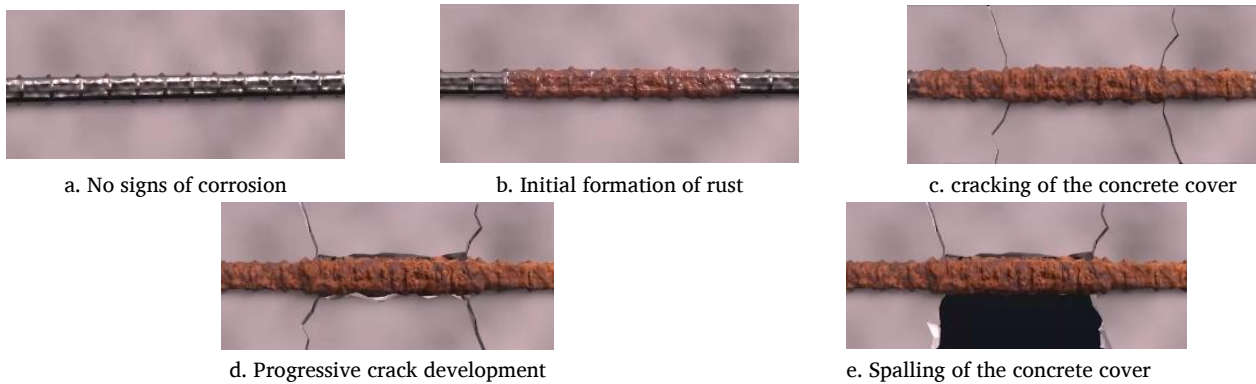 a. No signs of corrosion
b. Initial formation of rust
c. cracking of the concrete cover
d. Progressive crack development
e. Spalling of the concrete cover